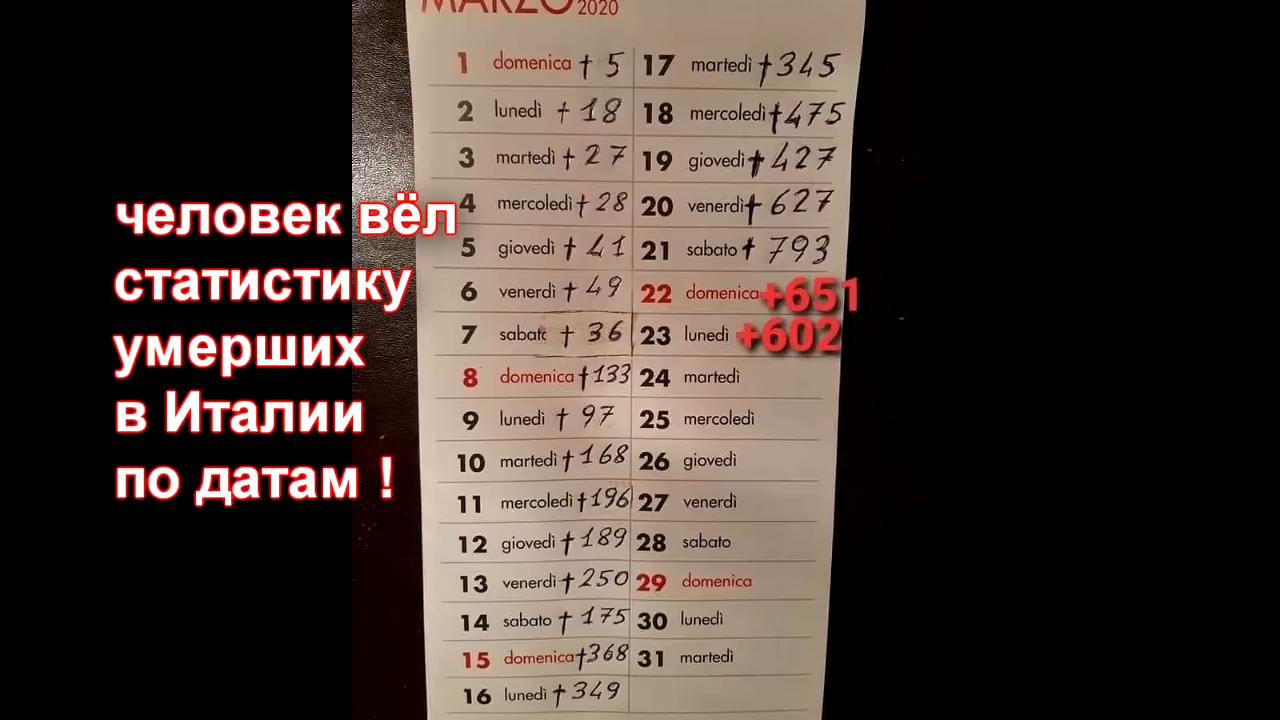 MARZO 2020
1 domenica + 5
2 lunedì + 18
3 martedì + 27
4 mercoledì + 28
5 giovedì + 41
6 venerdì + 49
7 sabato + 36
8 domenica + 133
9 lunedì + 97
10 martedì + 168
11 mercoledì + 196
12 giovedì + 189
13 venerdì + 250
14 sabato + 175
15 domenica + 368
16 lunedì + 349
17 martedì + 345
18 mercoledì + 475
19 giovedì + 427
20 venerdì + 627
21 sabato + 793
22 domenica +651
23 lunedì +602
24 martedì
25 mercoledì
26 giovedì
27 venerdì
28 sabato
29 domenica
30 lunedì
31 martedì
человек вёл
статистику
умерших
в Италии
по датам !